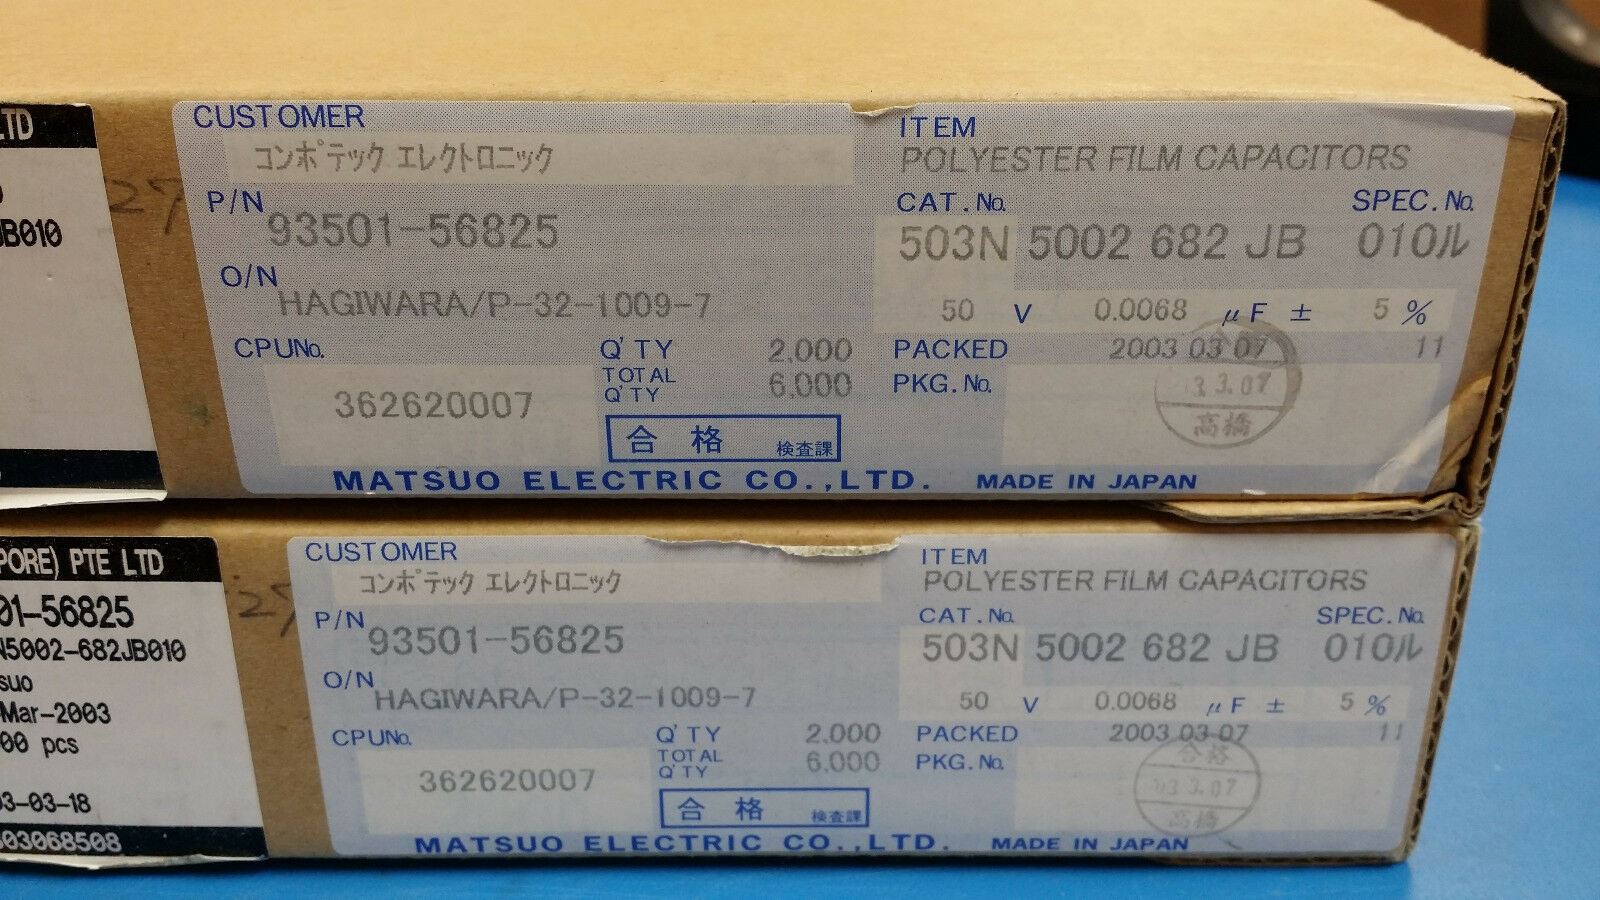 LTD
JB010
27
CUSTOMER
コンポテック エレクトロニック
P/N
93501-56825
O/N
HAGIWARA/P-32-1009-7
CPUNo.
362620007
Q'TY 2,000
TOTAL Q'TY 6,000
合格 検査課
ITEM
POLYESTER FILM CAPACITORS
CAT.No. SPEC.No.
503N 5002 682 JB 010ル
50 V 0.0068 μF ± 5 %
PACKED 2003 03 07 11
PKG.No.
3.07
高橋
MATSUO ELECTRIC CO.,LTD. MADE IN JAPAN
PORE) PTE LTD
01-56825
N5002-682JB010
suo
Mar-2003
00 pcs
3-03-18
303068508
27
CUSTOMER
コンポテック エレクトロニック
P/N
93501-56825
O/N
HAGIWARA/P-32-1009-7
CPUNo.
362620007
Q'TY 2,000
TOTAL Q'TY 6,000
合格 検査課
ITEM
POLYESTER FILM CAPACITORS
CAT.No. SPEC.No.
503N 5002 682 JB 010ル
50 V 0.0068 μF ± 5 %
PACKED 2003 03 07 11
PKG.No.
合格
03.3.07
高橋
MATSUO ELECTRIC CO.,LTD. MADE IN JAPAN